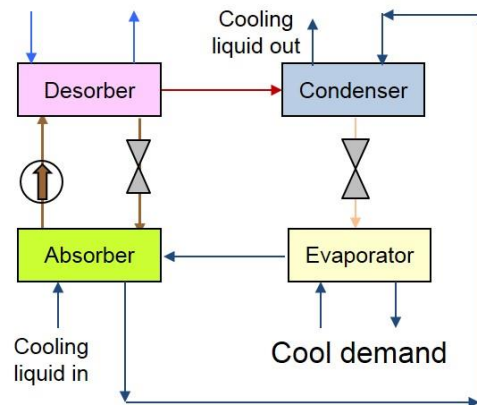 Cooling
liquid out
Desorber
Condenser
Absorber
Evaporator
Cooling
liquid in
Cool demand